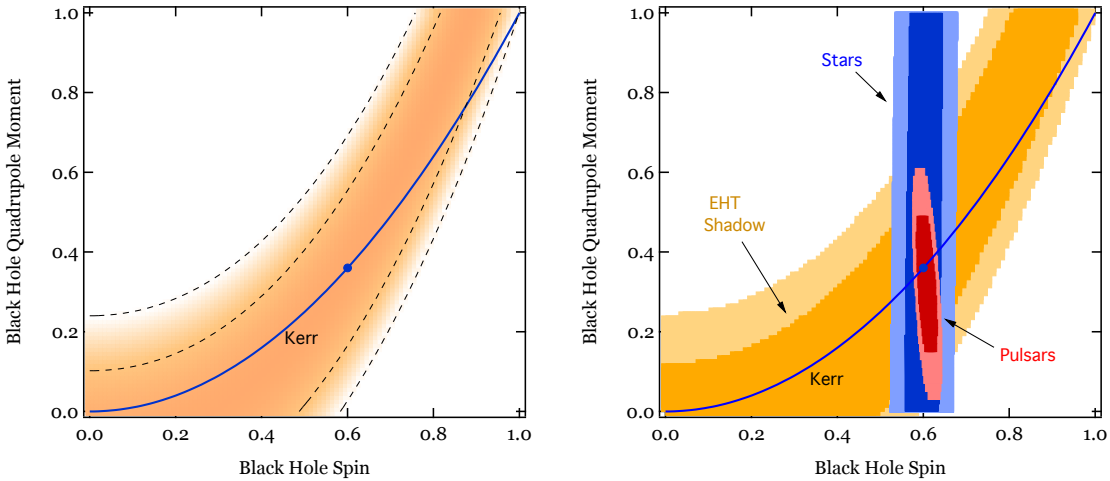 1.0
0.8
0.6
0.4
0.2
0.0
Black Hole Quadrupole Moment
Kerr
0.0 0.2 0.4 0.6 0.8 1.0
Black Hole Spin
1.0
0.8
0.6
0.4
0.2
0.0
Black Hole Quadrupole Moment
Stars
EHT
Shadow
Pulsars
Kerr
0.0 0.2 0.4 0.6 0.8 1.0
Black Hole Spin